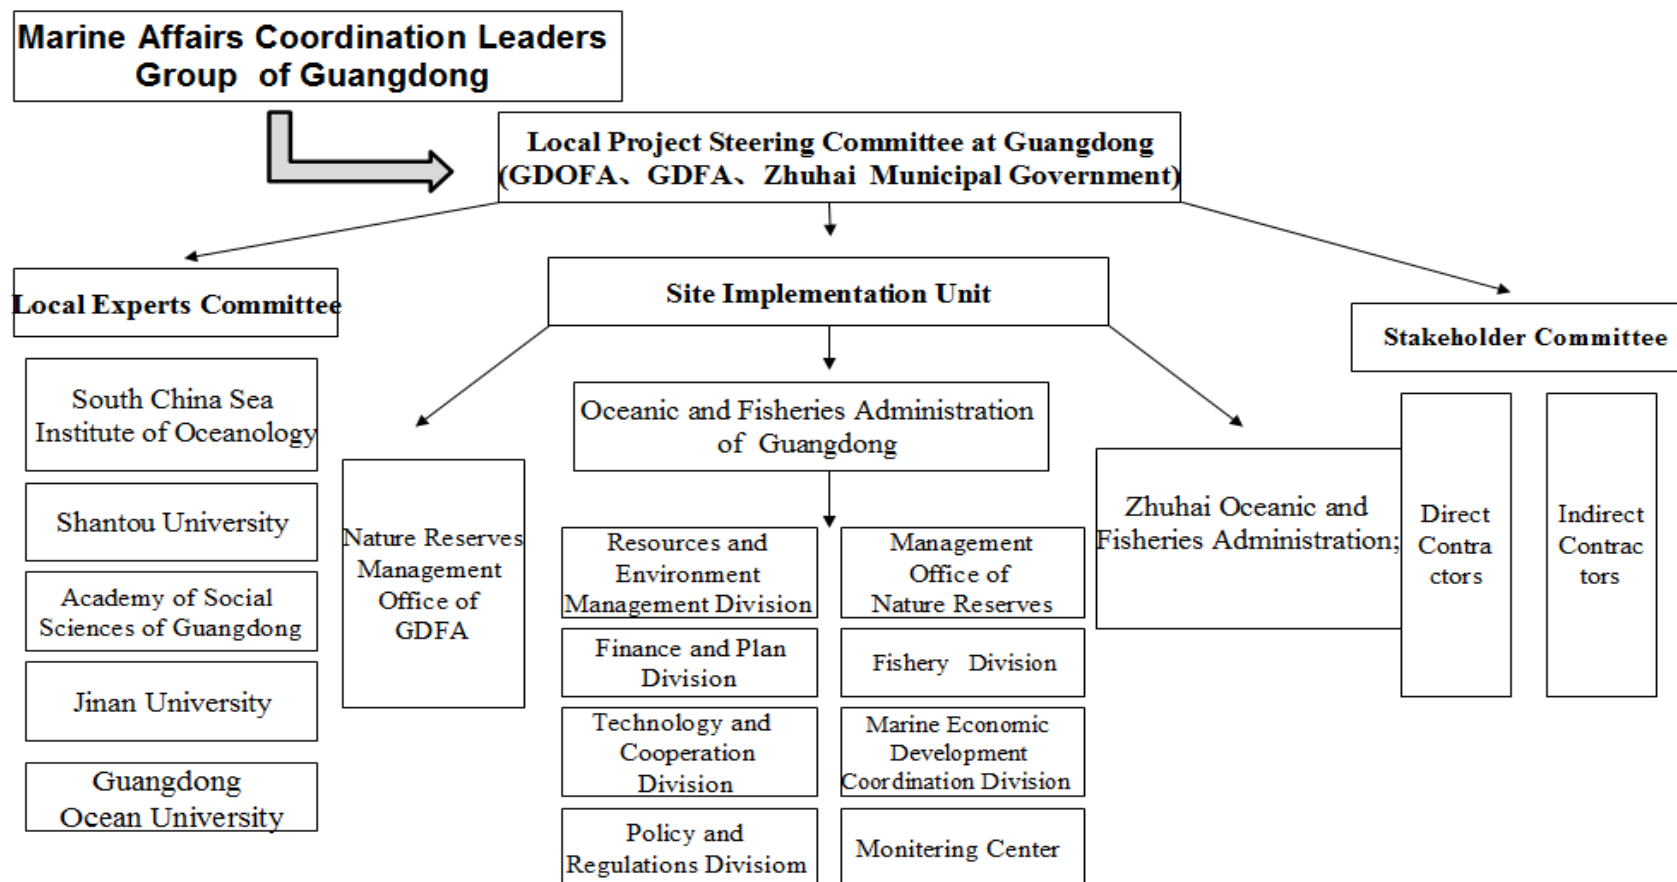 Marine Affairs Coordination Leaders
Group of Guangdong
Local Project Steering Committee at Guangdong
(GDOFA、GDFA、Zhuhai Municipal Government)
Local Experts Committee
Site Implementation Unit
Stakeholder Committee
South China Sea
Institute of Oceanology
Shantou University
Academy of Social
Sciences of Guangdong
Jinan University
Guangdong
Ocean University
Nature Reserves
Management
Office of
GDFA
Oceanic and Fisheries Administration
of Guangdong
Resources and
Environment
Management Division
Management
Office of
Nature Reserves
Finance and Plan
Division
Fishery Division
Technology and
Cooperation
Division
Marine Economic
Development
Coordination Division
Policy and
Regulations Divisiom
Monitering Center
Zhuhai Oceanic and
Fisheries Administration;
Direct
Contra
ctors
Indirect
Contrac
tors